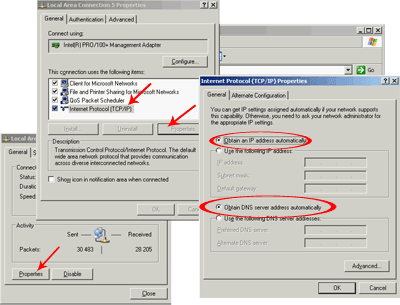 Local Area Connection 5 Properties
General
Authentication
Advanced
Connect using:
Intel(R) PRO/100+ Management Adapter
Configure...
This connection uses the following items:
Client for Microsoft Networks
File and Printer Sharing for Microsoft Networks
QoS Packet Scheduler
Internet Protocol (TCP/IP)
Install...
Uninstall
Properties
Description
Transmission Control Protocol/Internet Protocol. The default
wide area network protocol that provides communication
across diverse interconnected networks.
Show icon in notification area when connected
OK
Local A
General
Connection
Status
Duratio
Speed
Activity
Sent
Received
Packets:
30 483
28 205
Properties
Disable
Close
Go
Internet Protocol (TCP/IP) Properties
General
Alternate Configuration
You can get IP settings assigned automatically if your network supports
this capability. Otherwise, you need to ask your network administrator for
the appropriate IP settings.
Obtain an IP address automatically
Use the following IP address:
IP address:
Subnet mask:
Default gateway:
Obtain DNS server address automatically
Use the following DNS server addresses:
Preferred DNS server:
Alternate DNS server:
Advanced...
OK
Cancel